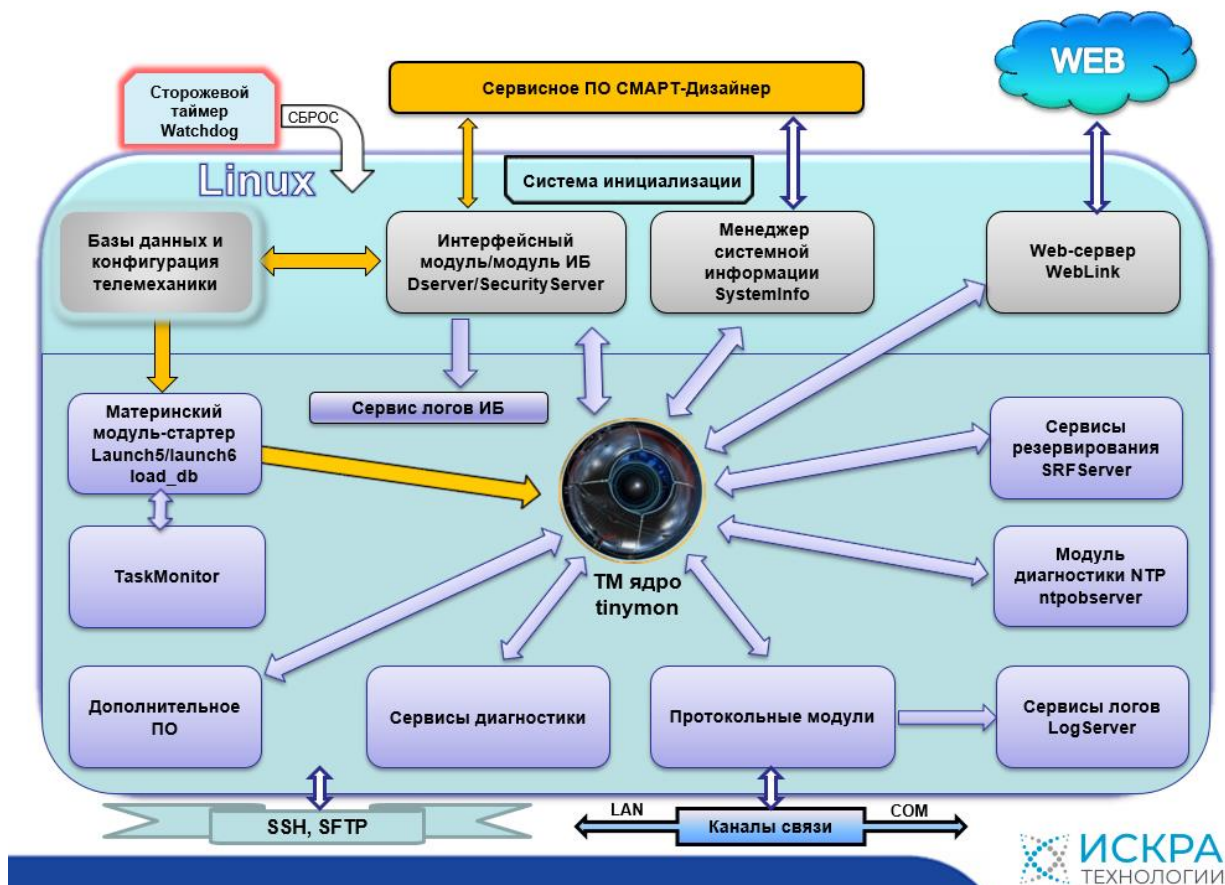 WEB
Сторожевой
таймер
Watchdog
СБРОС
Сервисное ПО СМАРТ-Дизайнер
Linux
Система инициализации
Базы данных и
конфигурация
телемеханики
Интерфейсный
модуль/модуль ИБ
Dserver/SecurityServer
Менеджер
системной
информации
SystemInfo
Web-сервер
WebLink
Материнский
модуль-стартер
Launch5/launch6
load_db
Сервис логов ИБ
Сервисы
резервирования
SRFServer
TaskMonitor
ТМ ядро
tinymon
Модуль
диагностики NTP
ntpobserver
Дополнительное
ПО
Сервисы диагностики
Протокольные модули
Сервисы логов
LogServer
SSH, SFTP
LAN
Каналы связи
COM
ИСКРА
ТЕХНОЛОГИИ